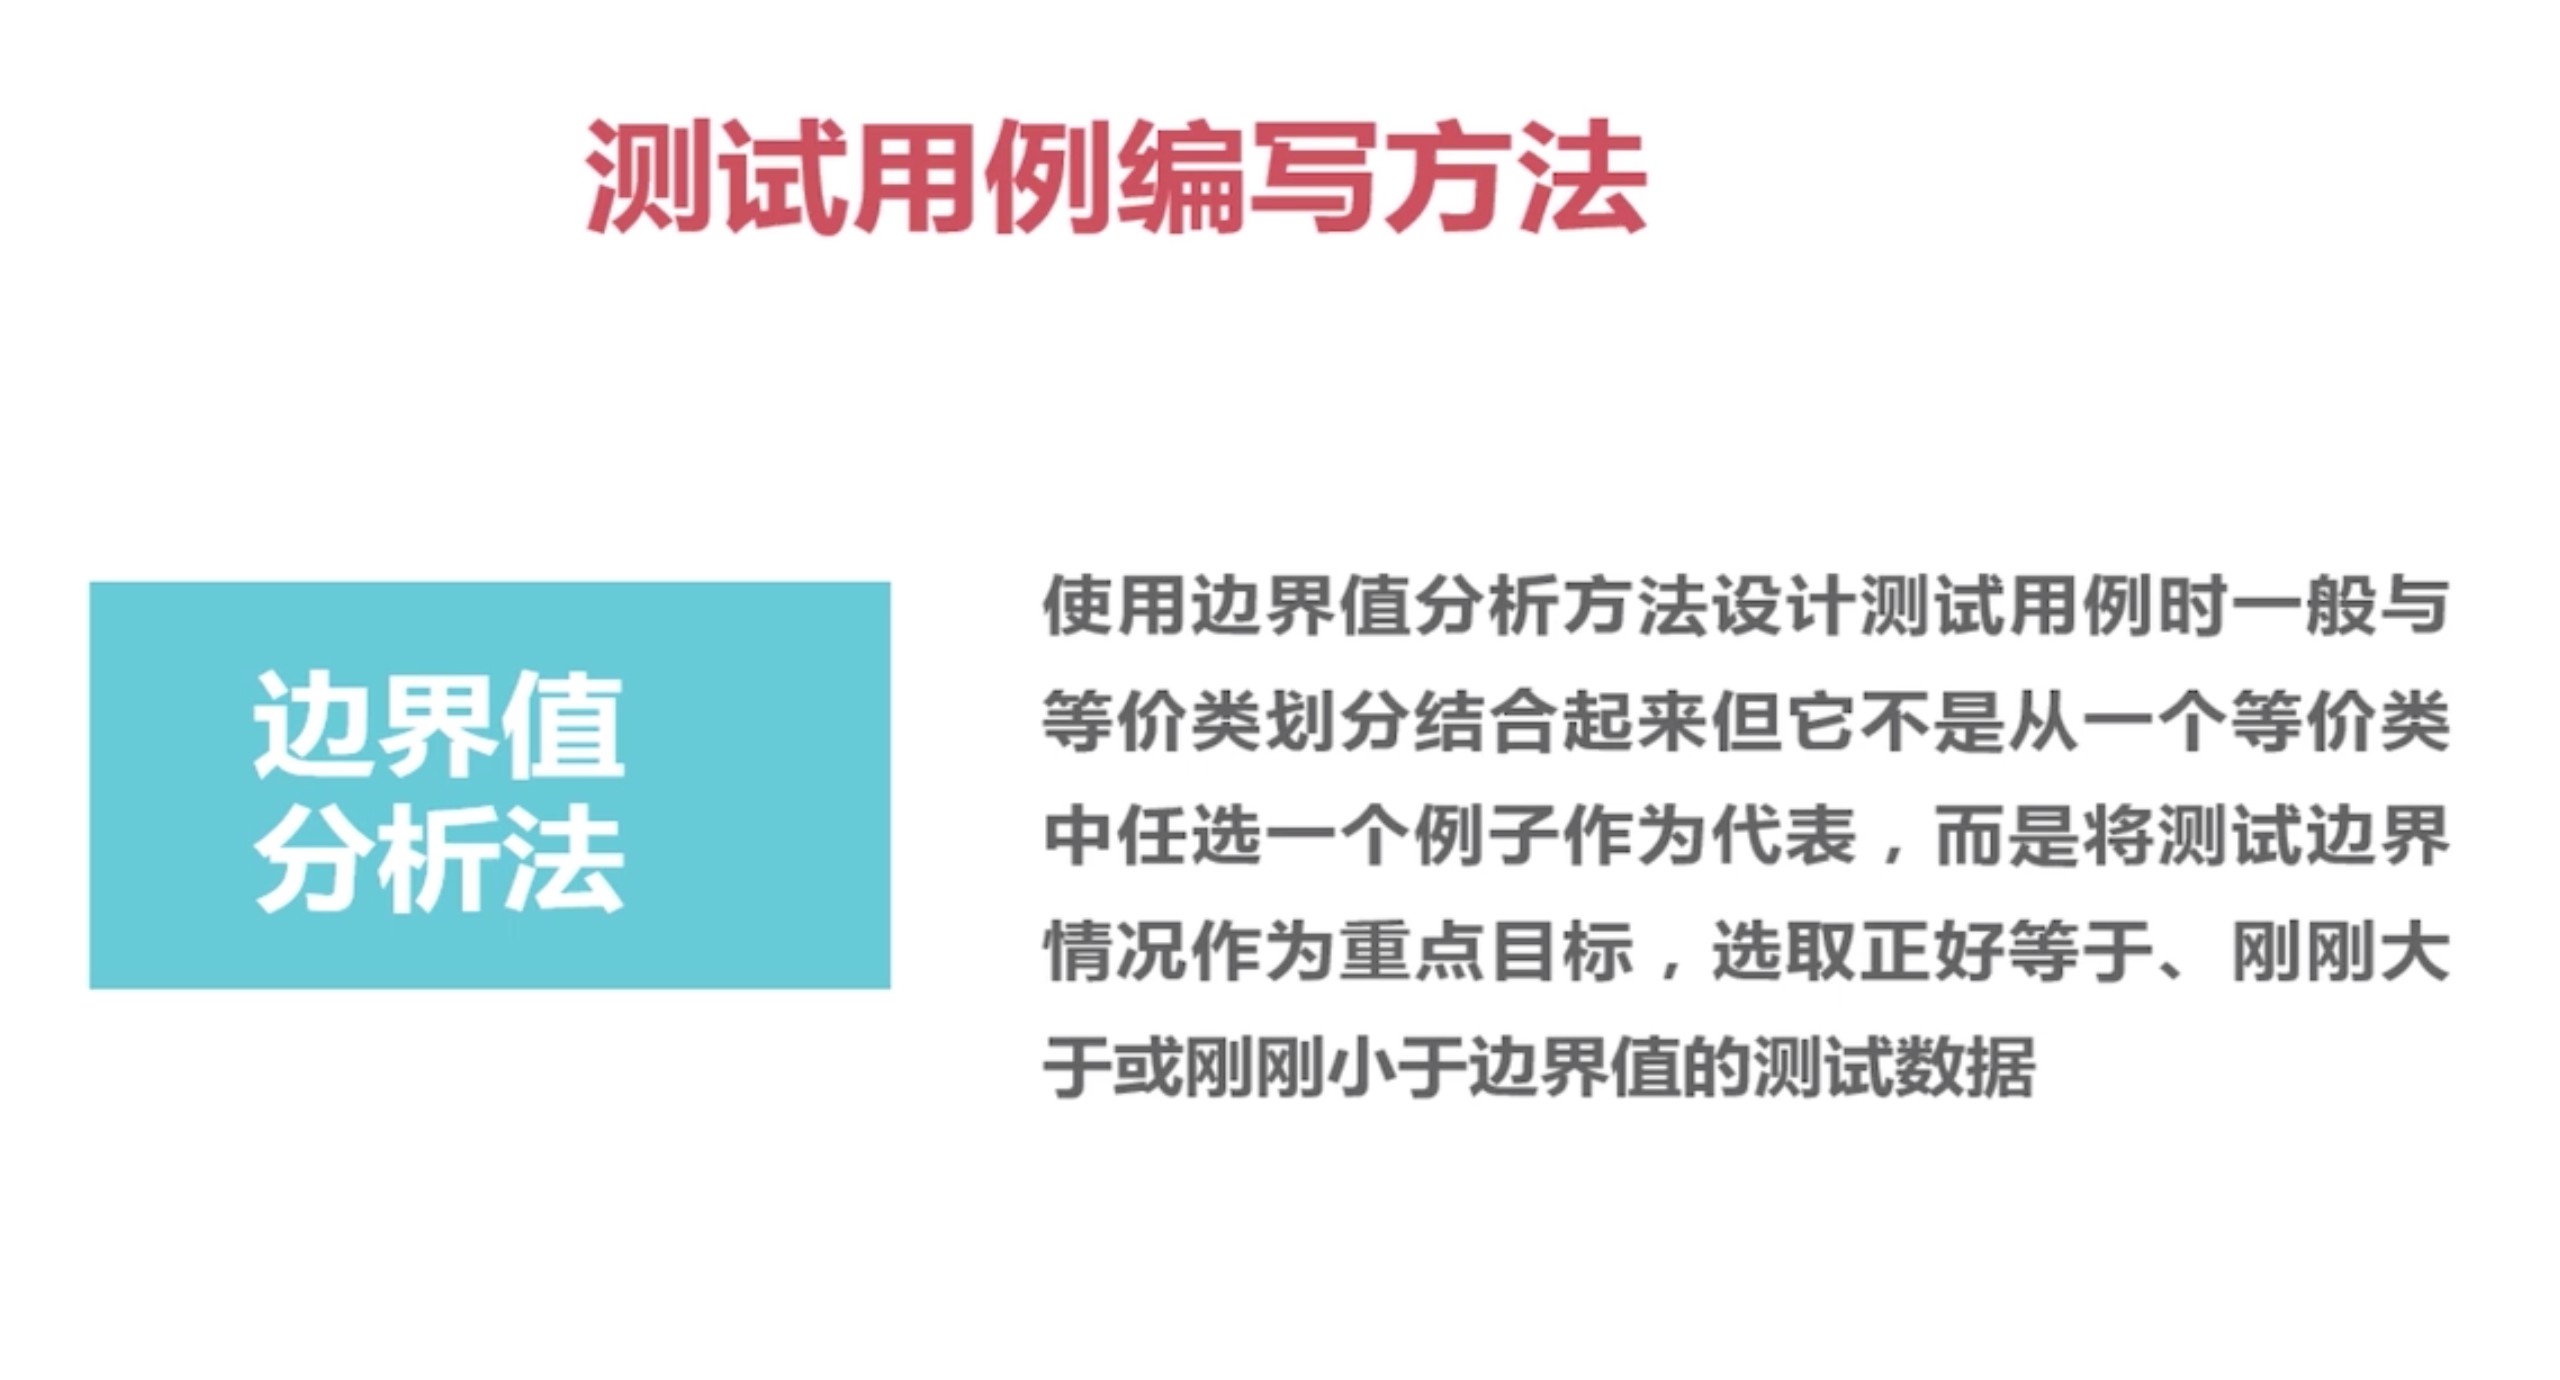 测试用例编写方法
边界值
分析法
使用边界值分析方法设计测试用例时一般与
等价类划分结合起来但它不是从一个等价类
中任选一个例子作为代表，而是将测试边界
情况作为重点目标，选取正好等于、刚刚大
于或刚刚小于边界值的测试数据